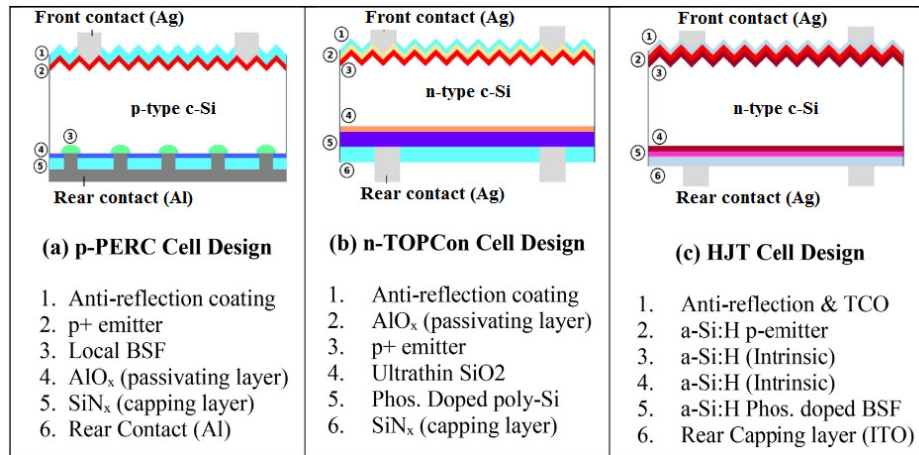 Front contact (Ag)
①
②
p-type c-Si
③
④
⑤
Rear contact (Al)
(a) p-PERC Cell Design
1. Anti-reflection coating
2. p+ emitter
3. Local BSF
4. AlOₓ (passivating layer)
5. SiNₓ (capping layer)
6. Rear Contact (Al)
Front contact (Ag)
①
②
③
n-type c-Si
④
⑤
⑥
Rear contact (Ag)
(b) n-TOPCon Cell Design
1. Anti-reflection coating
2. AlOₓ (passivating layer)
3. p+ emitter
4. Ultrathin SiO2
5. Phos. Doped poly-Si
6. SiNₓ (capping layer)
Front contact (Ag)
①
②
③
n-type c-Si
④
⑤
⑥
Rear contact (Ag)
(c) HJT Cell Design
1. Anti-reflection & TCO
2. a-Si:H p-emitter
3. a-Si:H (Intrinsic)
4. a-Si:H (Intrinsic)
5. a-Si:H Phos. doped BSF
6. Rear Capping layer (ITO)